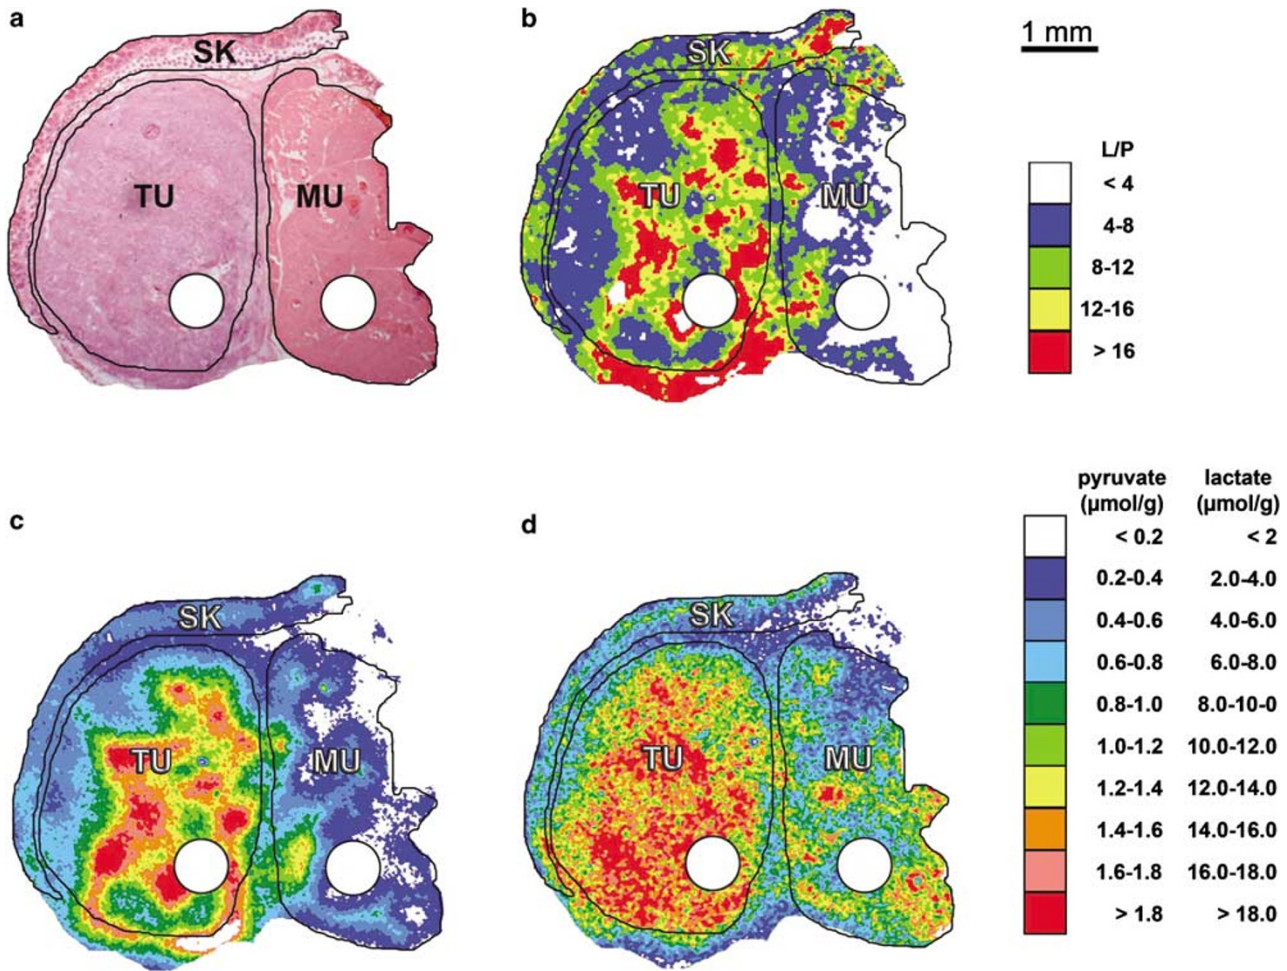 a
SK
TU
MU
b
SK
TU
MU
1 mm
L/P
< 4
4-8
8-12
12-16
> 16
c
SK
TU
MU
d
SK
TU
MU
pyruvate lactate
(µmol/g) (µmol/g)
< 0.2 < 2
0.2-0.4 2.0-4.0
0.4-0.6 4.0-6.0
0.6-0.8 6.0-8.0
0.8-1.0 8.0-10-0
1.0-1.2 10.0-12.0
1.2-1.4 12.0-14.0
1.4-1.6 14.0-16.0
1.6-1.8 16.0-18.0
> 1.8 > 18.0